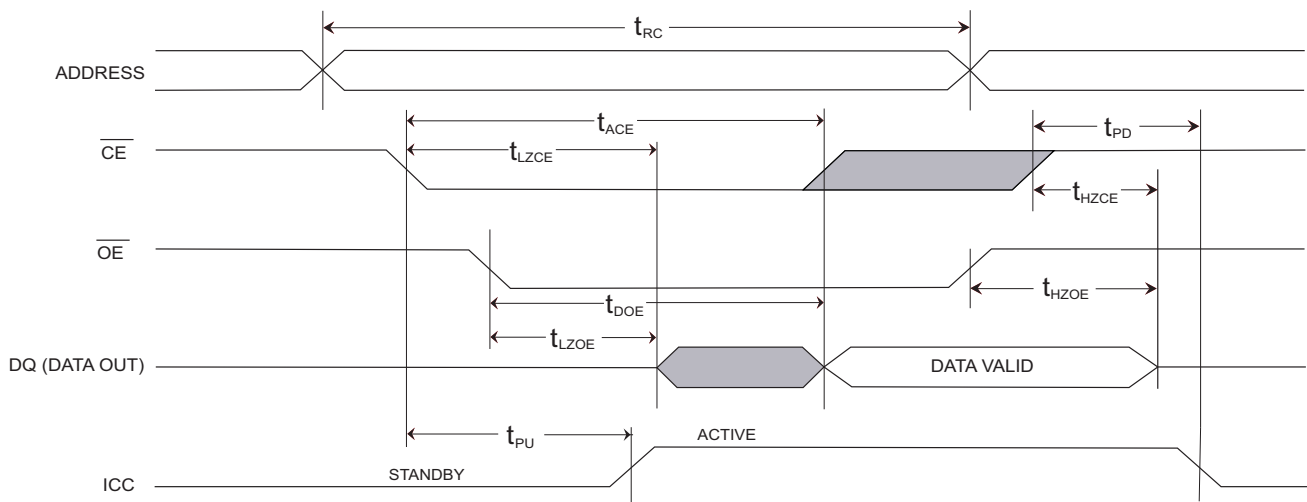 tRC
ADDRESS
tACE
tPD
CE
tLZCE
tHZCE
OE
tHZOE
tDOE
tLZOE
DQ (DATA OUT)
DATA VALID
tPU
ACTIVE
STANDBY
ICC